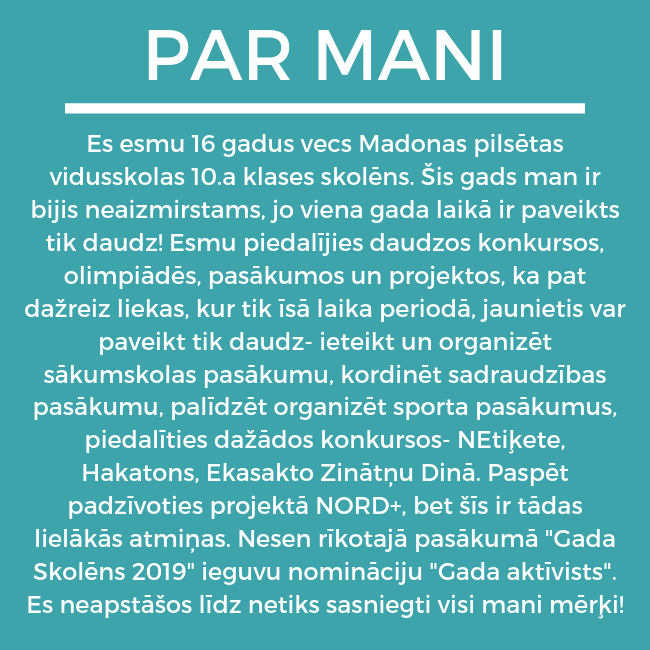 PAR MANI
Es esmu 16 gadus vecs Madonas pilsētas
vidusskolas 10.a klases skolēns. Šis gads man ir
bijis neaizmirstams, jo viena gada laikā ir paveikts
tik daudz! Esmu piedalījies daudzos konkursos,
olimpiādēs, pasākumos un projektos, ka pat
dažreiz liekas, kur tik īsā laika periodā, jaunietis var
paveikt tik daudz- ieteikt un organizēt
sākumskolas pasākumu, kordinēt sadraudzības
pasākumu, palīdzēt organizēt sporta pasākumus,
piedalīties dažādos konkursos- NEtiķete,
Hakatons, Ekasakto Zinātņu Dinā. Paspēt
padzīvoties projektā NORD+, bet šīs ir tādas
lielākās atmiņas. Nesen rīkotajā pasākumā "Gada
Skolēns 2019" ieguvu nomināciju "Gada aktīvists".
Es neapstāšos līdz netiks sasniegti visi mani mērķi!